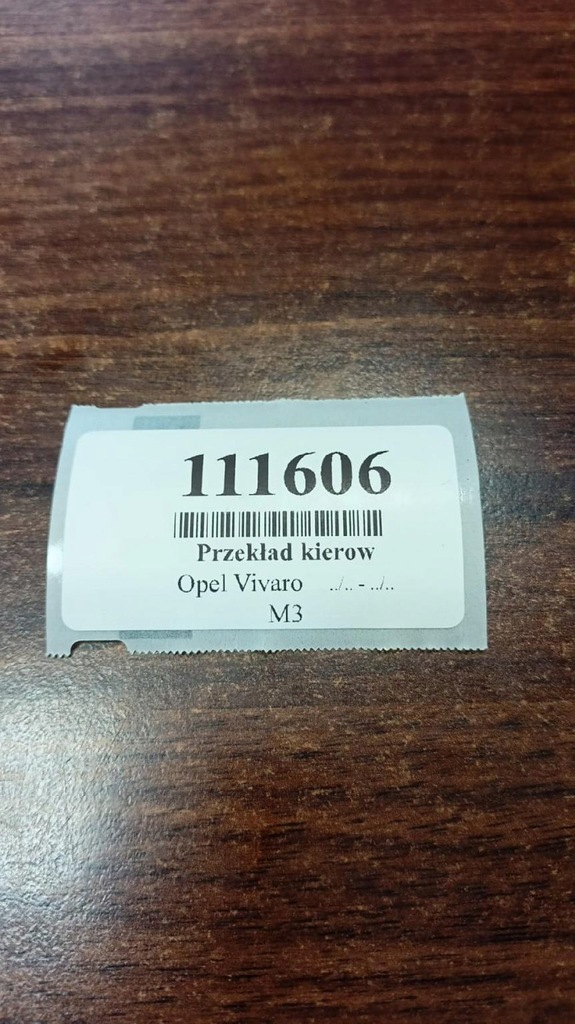 111606
Przekład kierow
Opel Vivaro ../.. - ../..
M3